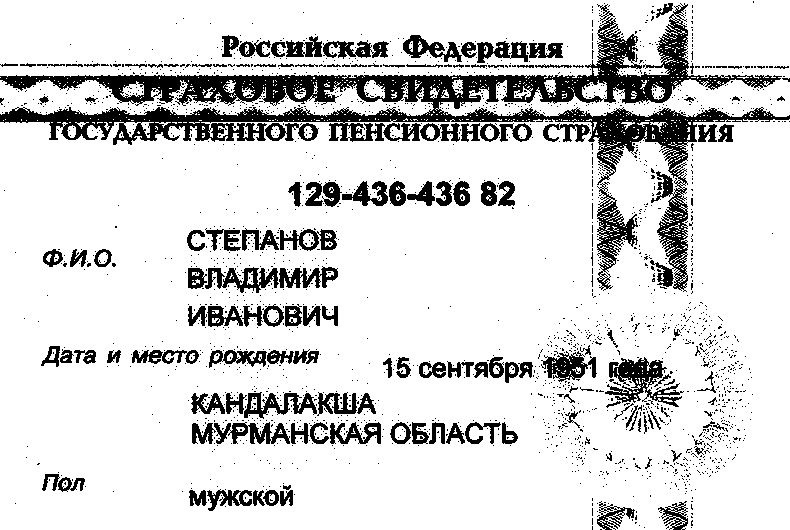 Российская Федерация
СТРАХОВОЕ СВИДЕТЕЛЬСТВО
ГОСУДАРСТВЕННОГО ПЕНСИОННОГО СТРАХОВАНИЯ
129-436-436 82
Ф.И.О.
СТЕПАНОВ
ВЛАДИМИР
ИВАНОВИЧ
Дата и место рождения
15 сентября 1951 года
КАНДАЛАКША
МУРМАНСКАЯ ОБЛАСТЬ
Пол
мужской